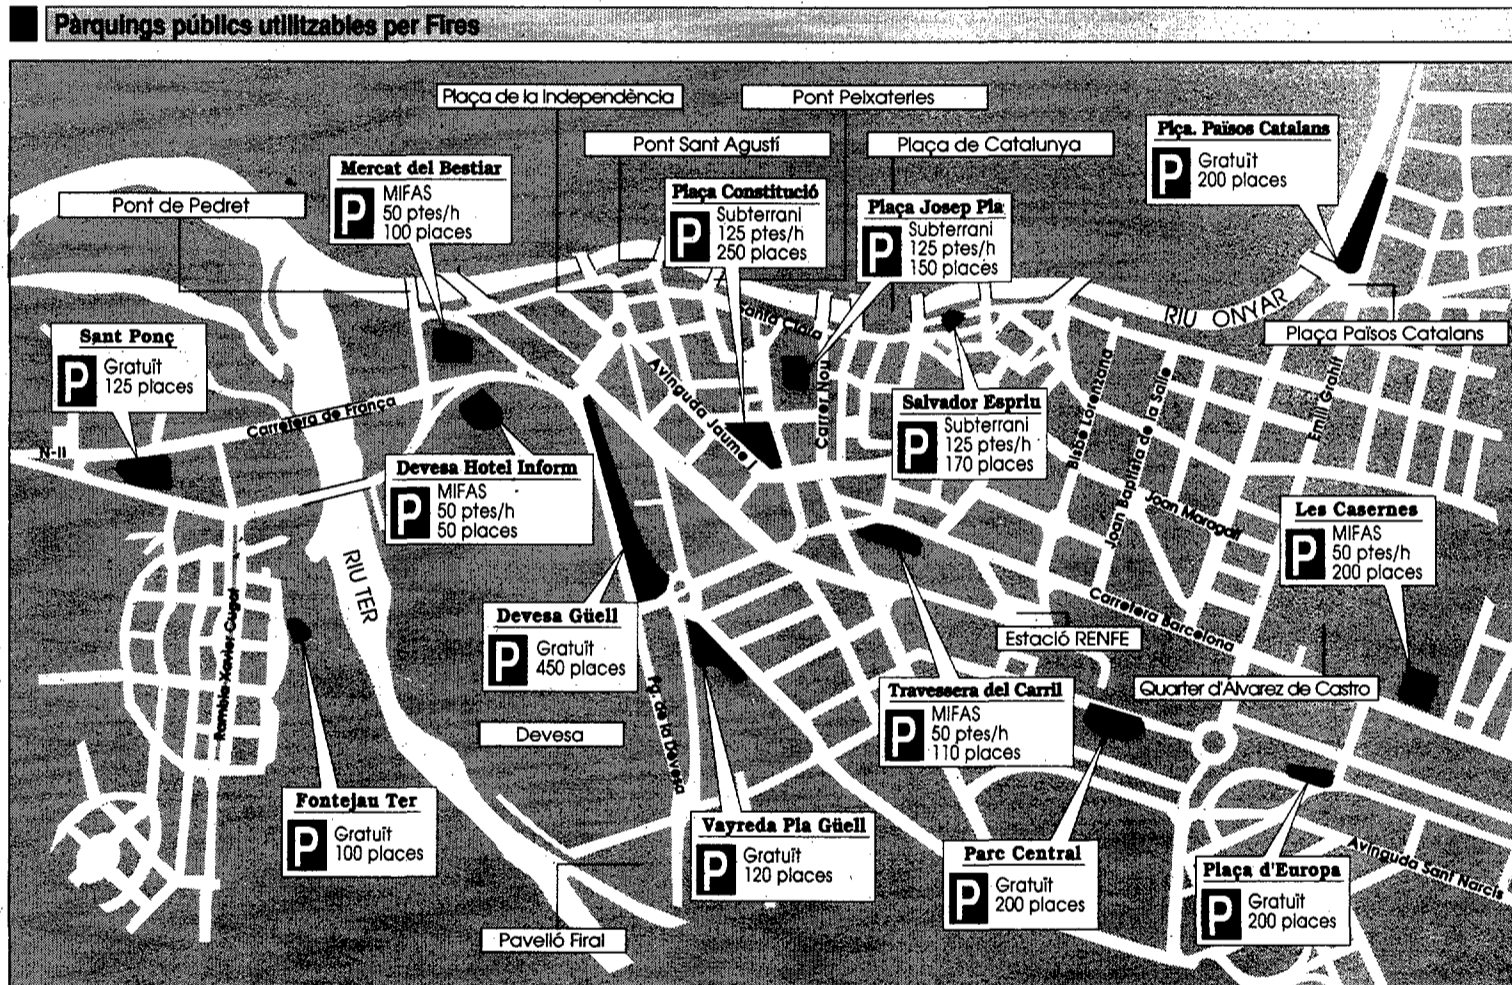 Pàrquings públics utilitzables per Fires
Plaça de la Independència
Pont Peixateries
Pont Sant Agustí
Plaça de Catalunya
Plça. Països Catalans
P
Gratuït
200 places
Mercat del Bestiar
P
MIFAS
50 ptes/h
100 places
Pont de Pedret
Plaça Constitució
P
Subterrani
125 ptes/h
250 places
Plaça Josep Pla
P
Subterrani
125 ptes/h
150 places
RIU ONYAR
Plaça Països Catalans
Sant Ponç
P
Gratuït
125 places
Santa Clara
Avinguda Jaume I
Carrer Nou
Salvador Espriu
P
Subterrani
125 ptes/h
170 places
Bisbe Lorenzana
Joan Baptista de la Salle
Emili Grahit
Carretera de França
N-II
Devesa Hotel Inform
P
MIFAS
50 ptes/h
50 places
Joan Maragall
Les Casernes
P
MIFAS
50 ptes/h
200 places
RIU TER
Rambla Xavier Cugat
Devesa Güell
P
Gratuït
450 places
Carretera Barcelona
Estació RENFE
Quarter d'Àlvarez de Castro
Travessera del Carril
P
MIFAS
50 ptes/h
110 places
Devesa
Pg. de la Devesa
Fontejau Ter
P
Gratuït
100 places
Vayreda Pla Güell
P
Gratuït
120 places
Parc Central
P
Gratuït
200 places
Plaça d'Europa
P
Gratuït
200 places
Avinguda Sant Narcís
Pavelló Firal